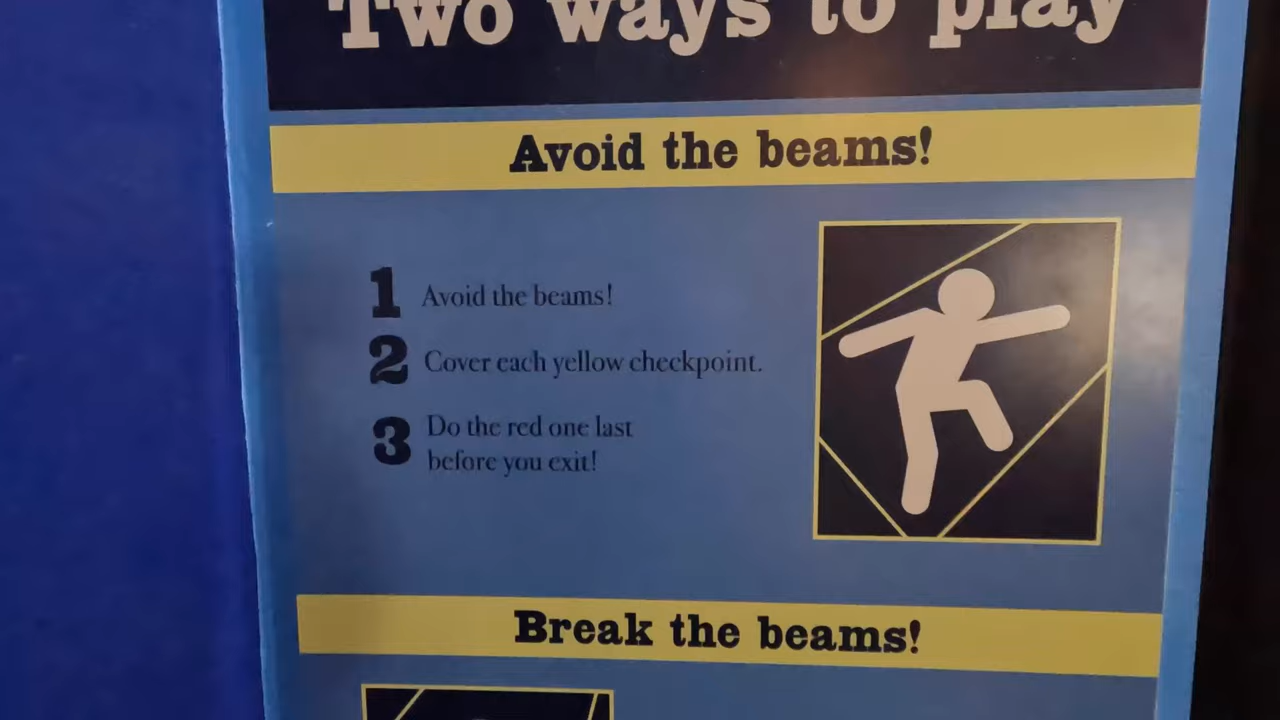 Two ways to play
Avoid the beams!
1 Avoid the beams!
2 Cover each yellow checkpoint.
3 Do the red one last
before you exit!
Break the beams!